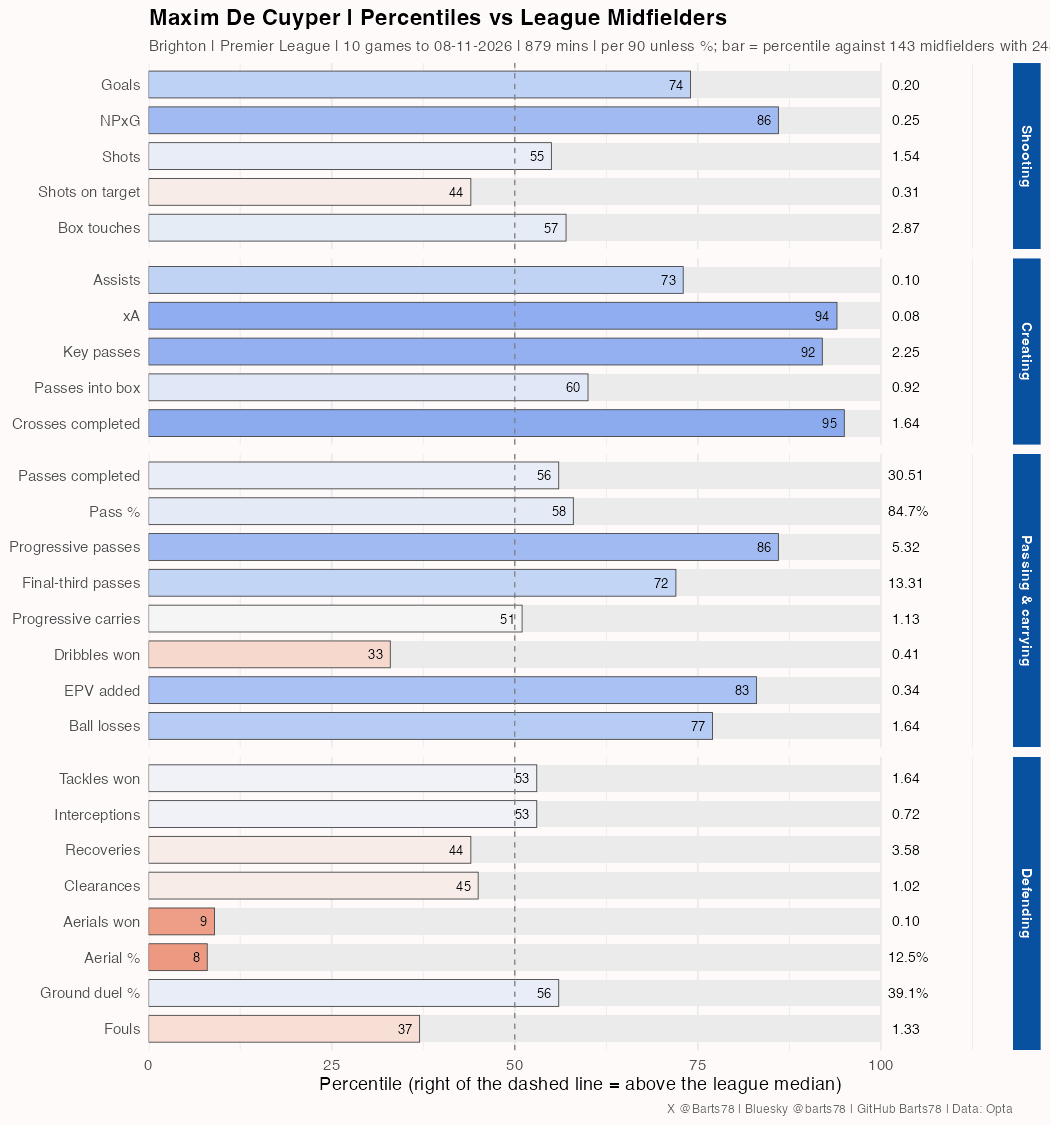 Maxim De Cuyper | Percentiles vs League Midfielders
Brighton | Premier League | 10 games to 08-11-2026 | 879 mins | per 90 unless %; bar = percentile against 143 midfielders with 24
Goals 74 0.20
NPxG 86 0.25
Shots 55 1.54
Shots on target 44 0.31
Box touches 57 2.87
Shooting
Assists 73 0.10
xA 94 0.08
Key passes 92 2.25
Passes into box 60 0.92
Crosses completed 95 1.64
Creating
Passes completed 56 30.51
Pass % 58 84.7%
Progressive passes 86 5.32
Final-third passes 72 13.31
Progressive carries 51 1.13
Dribbles won 33 0.41
EPV added 83 0.34
Ball losses 77 1.64
Passing & carrying
Tackles won 53 1.64
Interceptions 53 0.72
Recoveries 44 3.58
Clearances 45 1.02
Aerials won 9 0.10
Aerial % 8 12.5%
Ground duel % 56 39.1%
Fouls 37 1.33
Defending
0 25 50 75 100
Percentile (right of the dashed line = above the league median)
X @Barts78 | Bluesky @barts78 | GitHub Barts78 | Data: Opta